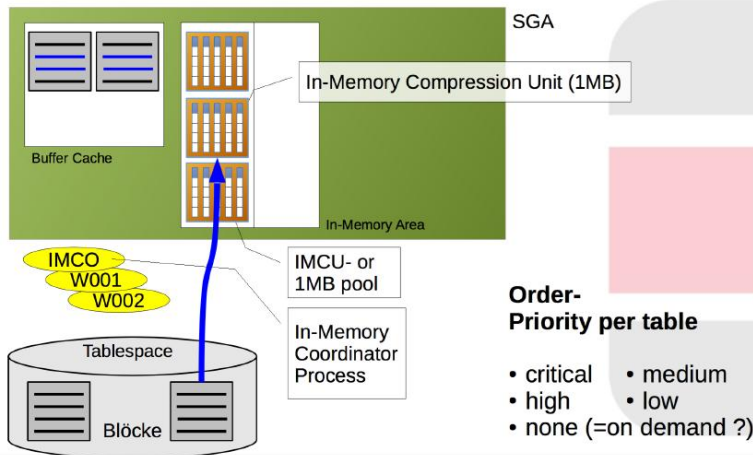 SGA
In-Memory Compression Unit (1MB)
Buffer Cache
In-Memory Area
IMCO
W001
W002
IMCU- or
1MB pool
In-Memory
Coordinator
Process
Tablespace
Blöcke
Order-
Priority per table
• critical • medium
• high • low
• none (=on demand ?)